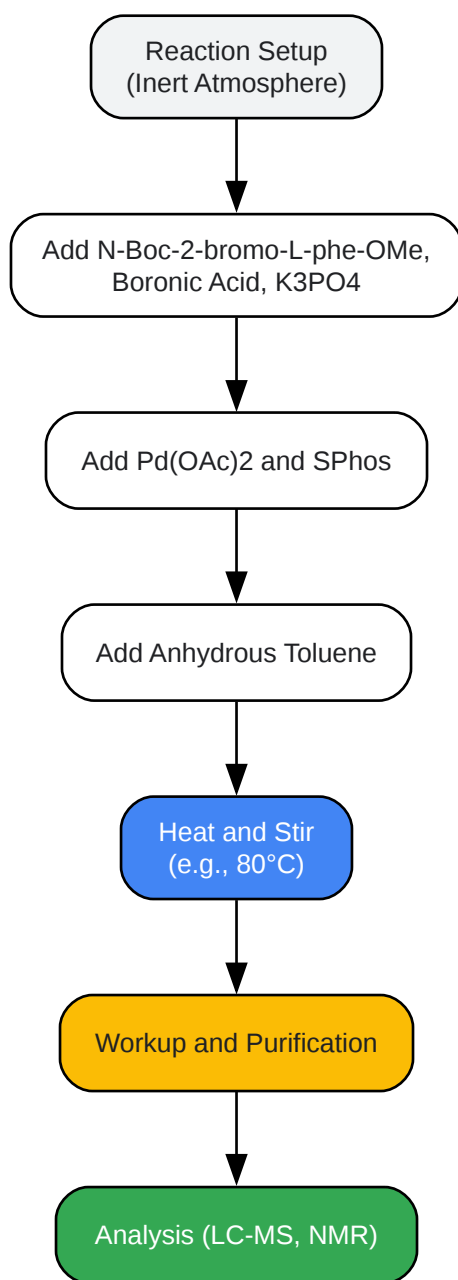 Reaction Setup
(Inert Atmosphere)
Add N-Boc-2-bromo-L-phe-OMe,
Boronic Acid, K3PO4
Add Pd(OAc)2 and SPhos
Add Anhydrous Toluene
Heat and Stir
(e.g., 80°C)
Workup and Purification
Analysis (LC-MS, NMR)